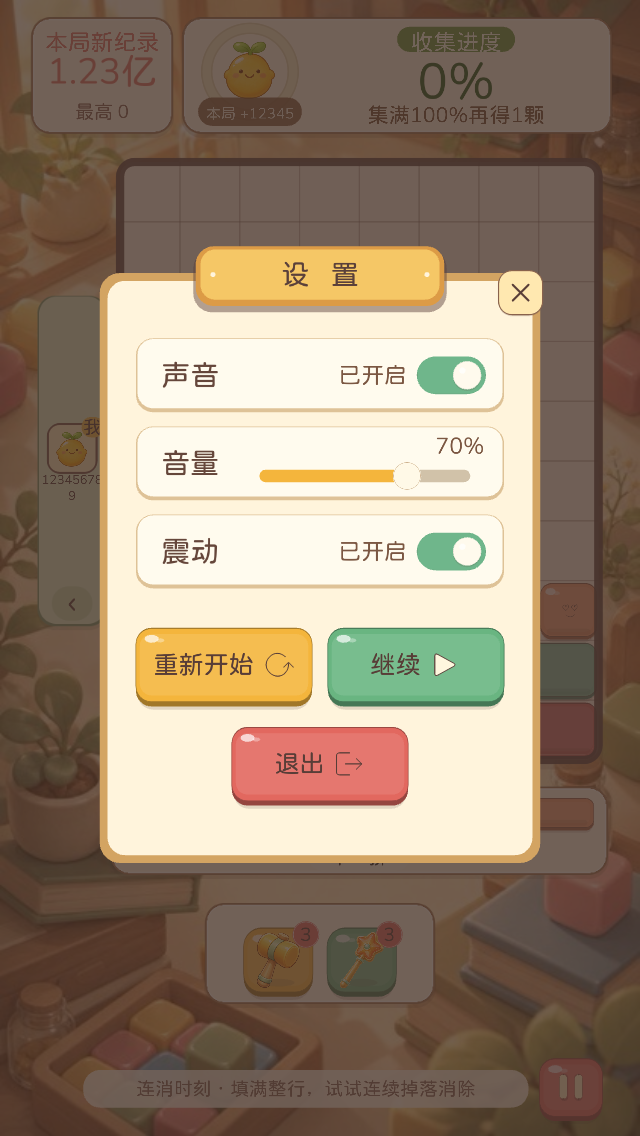 本局新纪录
1.23亿
最高 0
本局 +12345
收集进度
0%
集满100%再得1颗
设 置
我
12345678
9
声音
已开启
音量
70%
震动
已开启
重新开始
继续
退出
3
3
连消时刻 · 填满整行，试试连续掉落消除